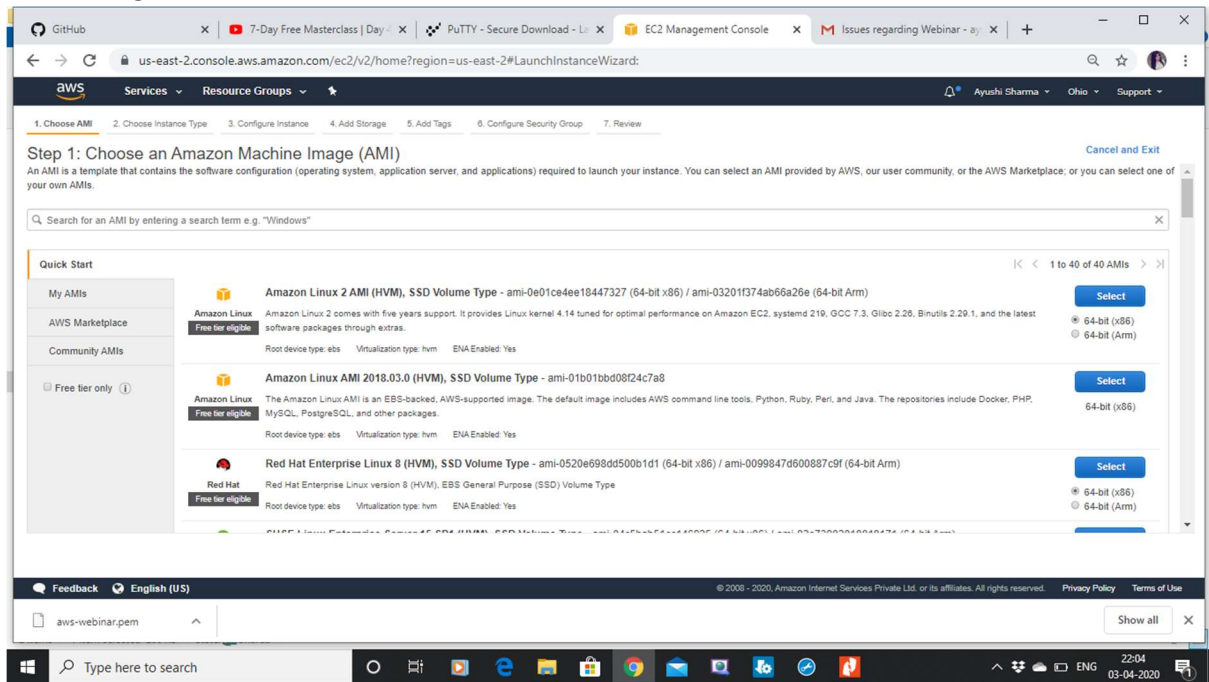 GitHub
7-Day Free Masterclass | Day
PuTTY - Secure Download - La
EC2 Management Console
Issues regarding Webinar - ay
us-east-2.console.aws.amazon.com/ec2/v2/home?region=us-east-2#LaunchInstanceWizard:
aws Services Resource Groups Ayushi Sharma Ohio Support
1. Choose AMI 2. Choose Instance Type 3. Configure Instance 4. Add Storage 5. Add Tags 6. Configure Security Group 7. Review
Step 1: Choose an Amazon Machine Image (AMI)
Cancel and Exit
An AMI is a template that contains the software configuration (operating system, application server, and applications) required to launch your instance. You can select an AMI provided by AWS, our user community, or the AWS Marketplace; or you can select one of
your own AMIs.
Search for an AMI by entering a search term e.g. "Windows"
Quick Start
1 to 40 of 40 AMIs
My AMIs
AWS Marketplace
Community AMIs
Free tier only
Amazon Linux
Free tier eligible
Amazon Linux 2 AMI (HVM), SSD Volume Type - ami-0e01ce4ee18447327 (64-bit x86) / ami-03201f374ab66a26e (64-bit Arm)
Amazon Linux 2 comes with five years support. It provides Linux kernel 4.14 tuned for optimal performance on Amazon EC2, systemd 219, GCC 7.3, Glibc 2.26, Binutils 2.29.1, and the latest
software packages through extras.
Root device type: ebs Virtualization type: hvm ENA Enabled: Yes
Select
64-bit (x86)
64-bit (Arm)
Amazon Linux
Free tier eligible
Amazon Linux AMI 2018.03.0 (HVM), SSD Volume Type - ami-01b01bbd08f24c7a8
The Amazon Linux AMI is an EBS-backed, AWS-supported image. The default image includes AWS command line tools, Python, Ruby, Perl, and Java. The repositories include Docker, PHP,
MySQL, PostgreSQL, and other packages.
Root device type: ebs Virtualization type: hvm ENA Enabled: Yes
Select
64-bit (x86)
Red Hat
Free tier eligible
Red Hat Enterprise Linux 8 (HVM), SSD Volume Type - ami-0520e698dd500b1d1 (64-bit x86) / ami-0099847d600887c9f (64-bit Arm)
Red Hat Enterprise Linux version 8 (HVM), EBS General Purpose (SSD) Volume Type
Root device type: ebs Virtualization type: hvm ENA Enabled: Yes
Select
64-bit (x86)
64-bit (Arm)
SUSE Linux Enterprise Server 15 SP1 (HVM), SSD Volume Type
Feedback English (US)
© 2008 - 2020, Amazon Internet Services Private Ltd. or its affiliates. All rights reserved. Privacy Policy Terms of Use
aws-webinar.pem
Show all
Type here to search
ENG
22:04
03-04-2020